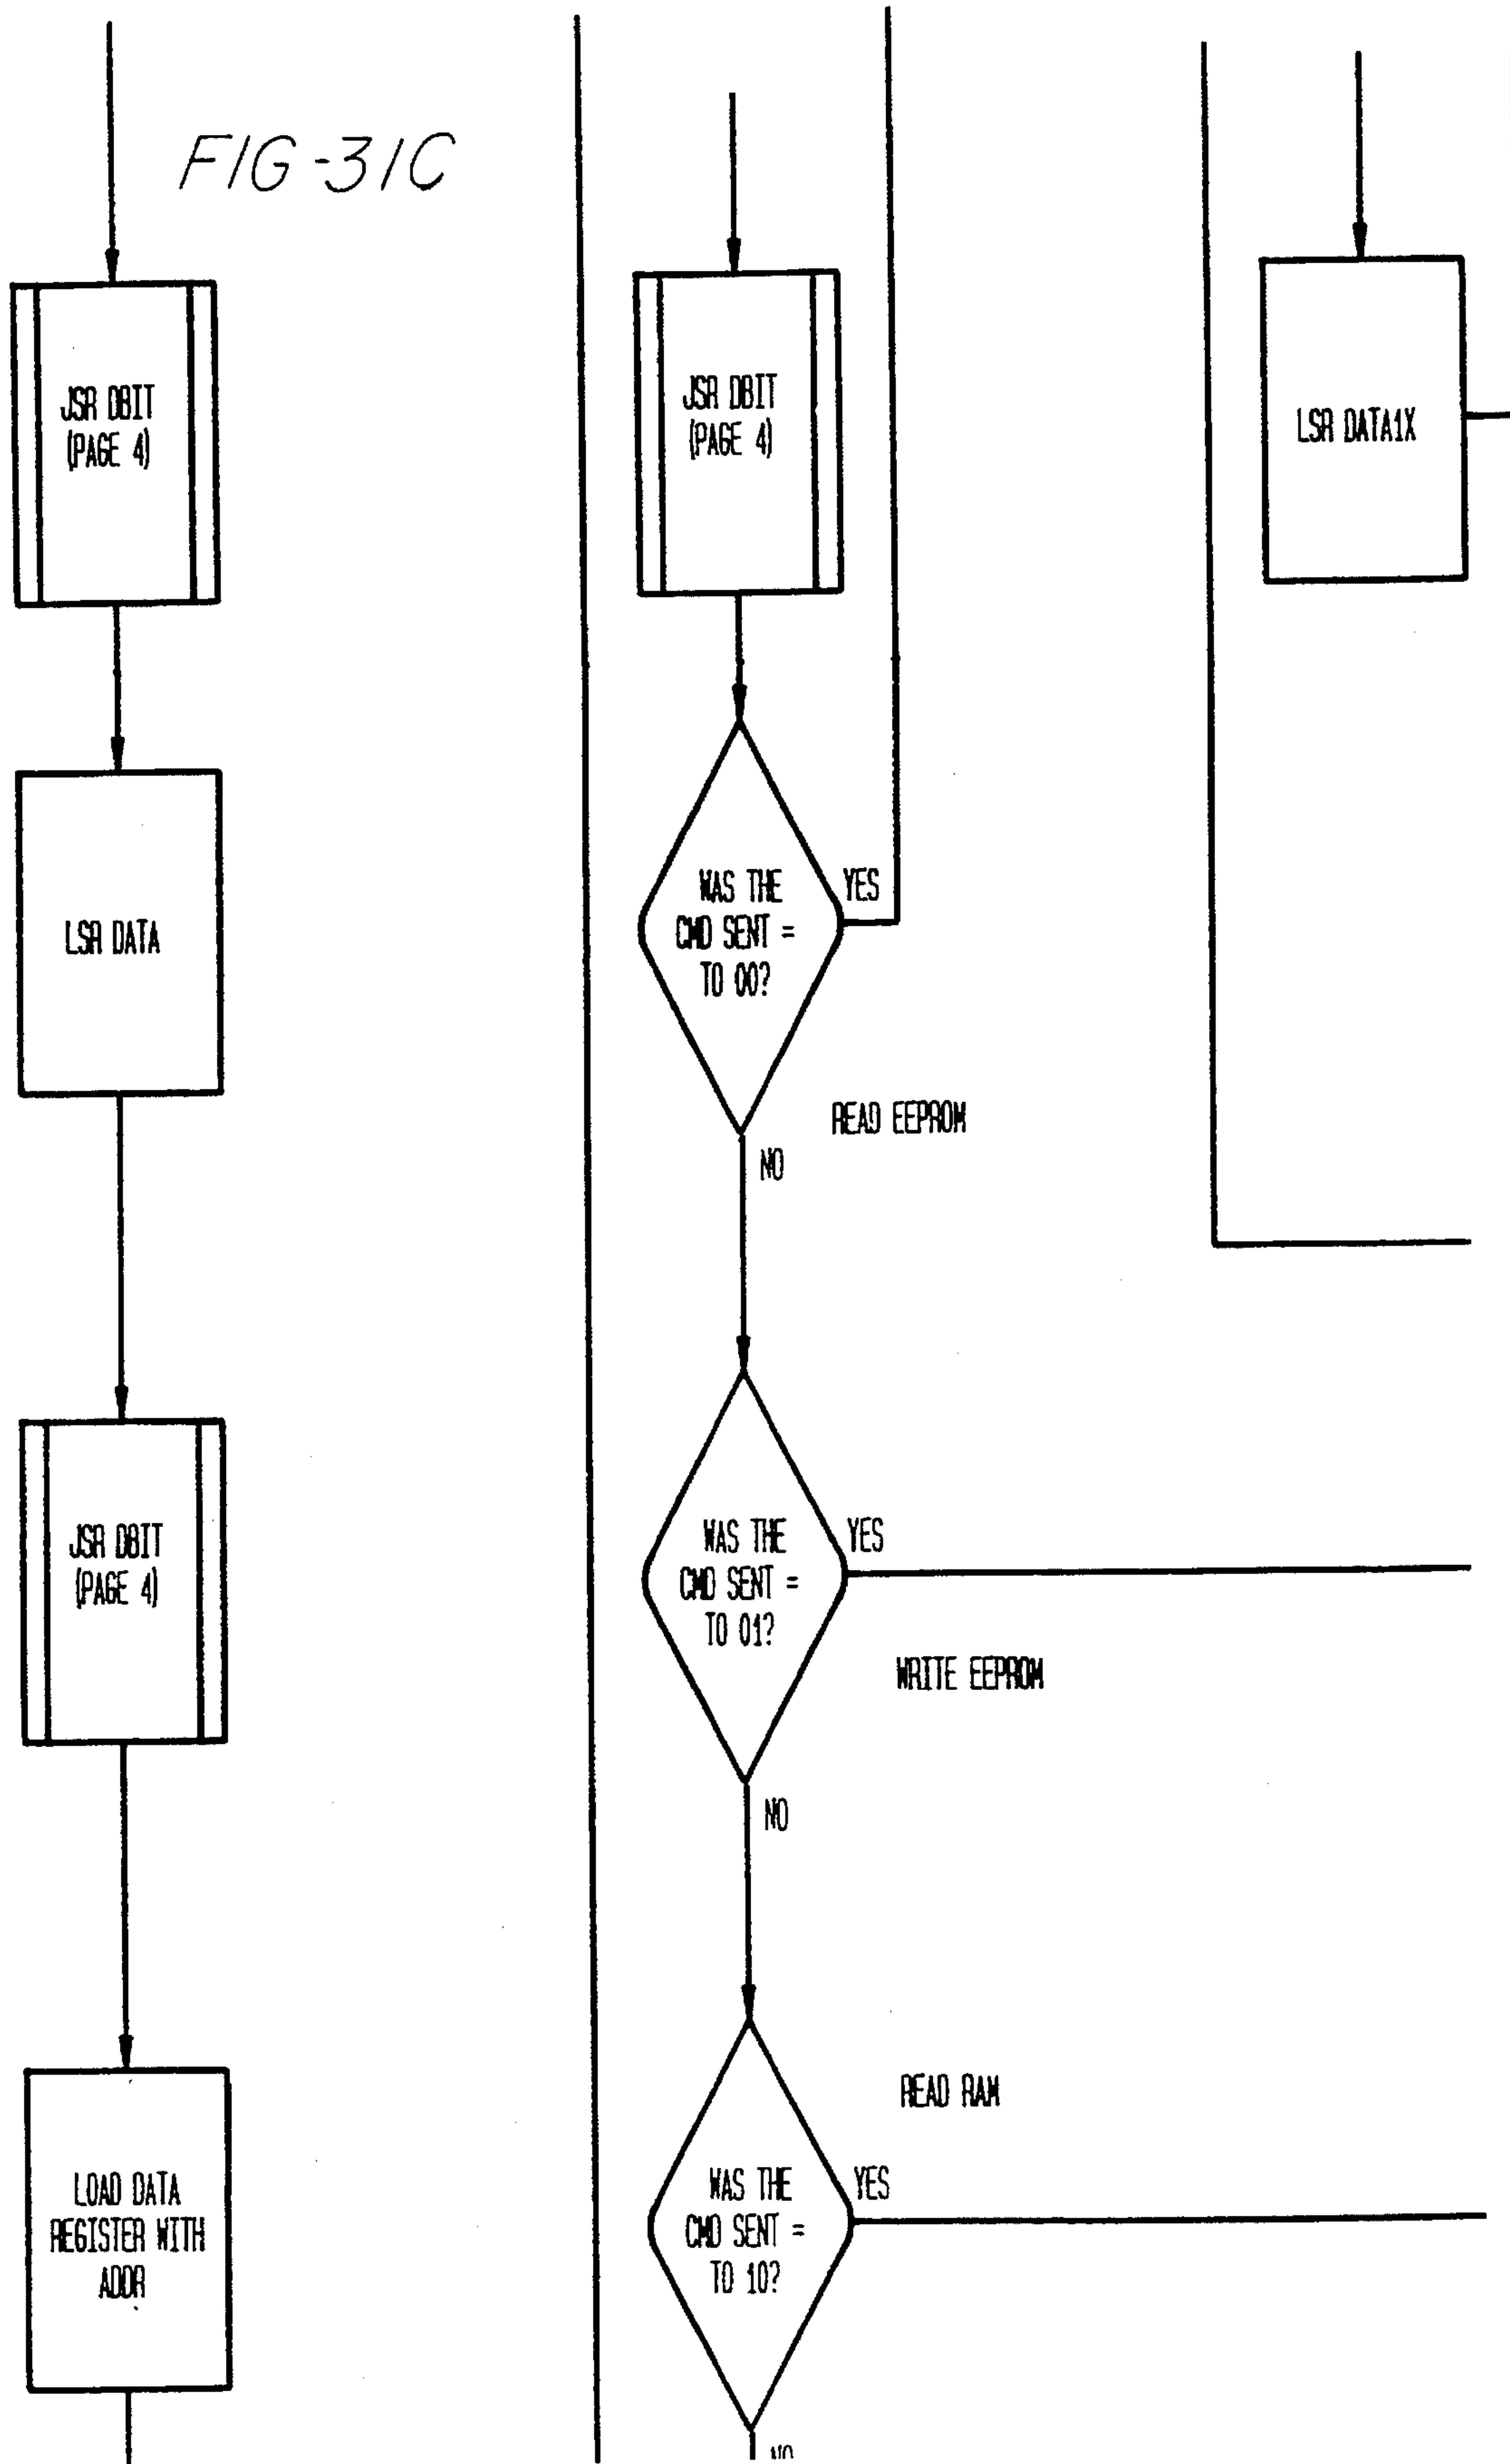 FIG-31C
JSR DBIT
(PAGE 4)
LSR DATA
JSR DBIT
(PAGE 4)
LOAD DATA
REGISTER WITH
ADDR
JSR DBIT
(PAGE 4)
WAS THE
CMD SENT =
TO 00?
YES
READ EEPROM
NO
WAS THE
CMD SENT =
TO 01?
YES
WRITE EEPROM
NO
READ RAM
WAS THE
CMD SENT =
TO 10?
YES
NO
LSR DATA1X